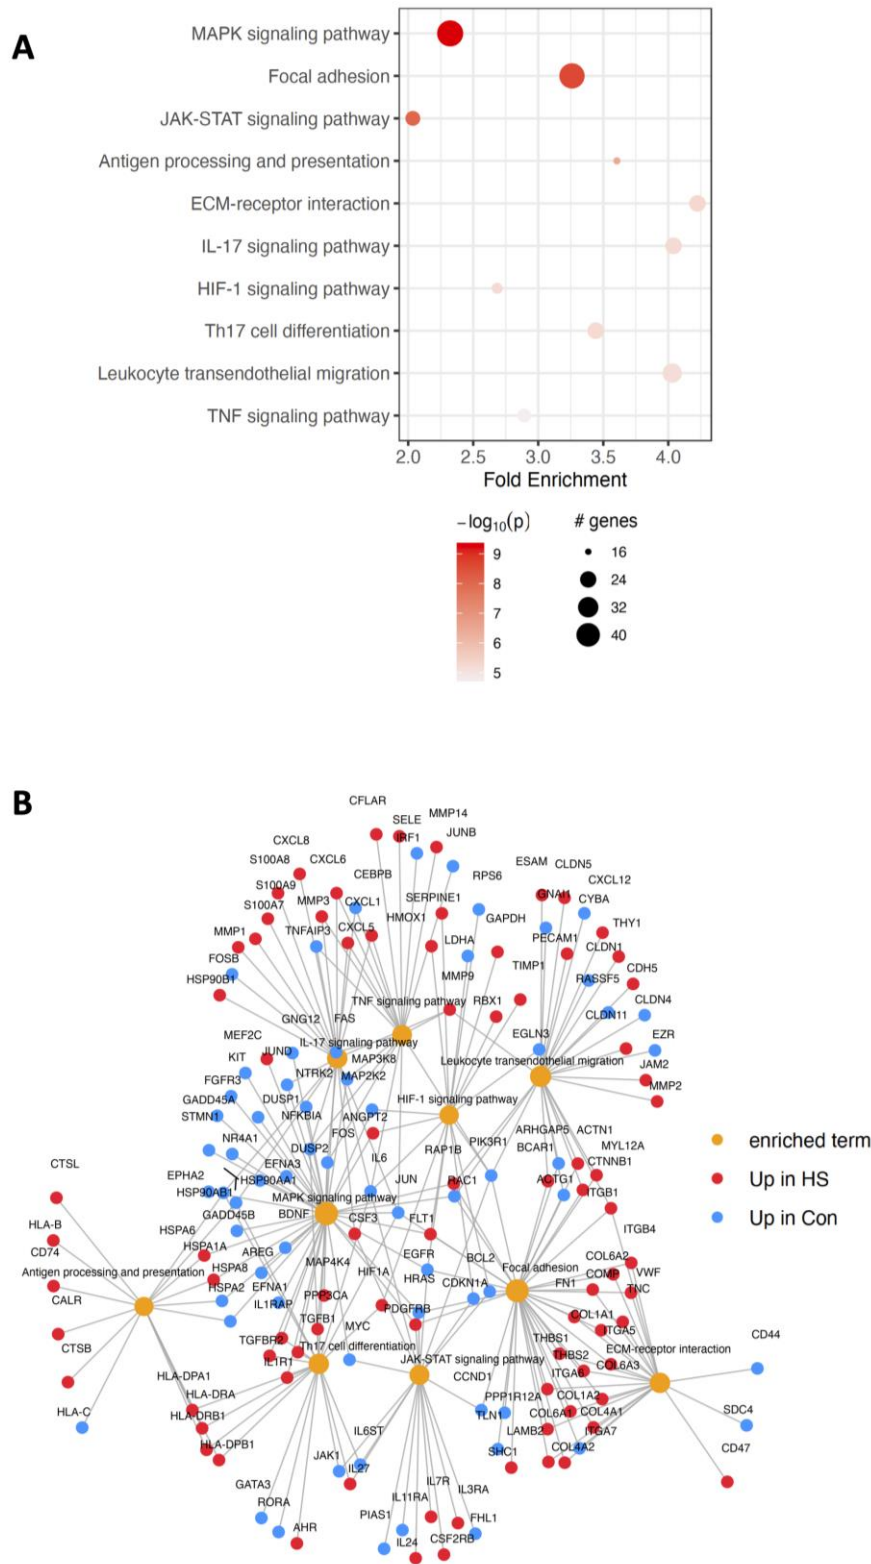 A
MAPK signaling pathway
Focal adhesion
JAK-STAT signaling pathway
Antigen processing and presentation
ECM-receptor interaction
IL-17 signaling pathway
HIF-1 signaling pathway
Th17 cell differentiation
Leukocyte transendothelial migration
TNF signaling pathway
2.0 2.5 3.0 3.5 4.0
Fold Enrichment
−log10(p)
9
8
7
6
5
# genes
16
24
32
40
B
CFLAR
SELE
MMP14
IRF1
JUNB
CXCL8
S100A8
CXCL6
CEBPB
RPS6
ESAM
CLDN5
S100A9
MMP3
CXCL1
SERPINE1
GNAI1
CXCL12
CYBA
S100A7
HMOX1
GAPDH
THY1
MMP1
TNFAIP3
CXCL5
LDHA
PECAM1
CLDN1
FOSB
MMP9
TIMP1
RASSF5
CDH5
HSP90B1
TNF signaling pathway
RBX1
CLDN4
GNG12
FAS
CLDN11
MEF2C
IL-17 signaling pathway
EGLN3
EZR
KIT
JUND
MAP3K8
Leukocyte transendothelial migration
JAM2
FGFR3
NTRK2
MAP2K2
MMP2
GADD45A
DUSP1
HIF-1 signaling pathway
STMN1
NFKBIA
ANGPT2
ARHGAP5
ACTN1
NR4A1
FOS
PIK3R1
BCAR1
MYL12A
CTSL
DUSP2
IL6
RAP1B
CTNNB1
EPHA2
EFNA3
HSP90AB1
HSP90AA1
JUN
RAC1
ACTG1
ITGB1
MAPK signaling pathway
GADD45B
BDNF
CSF3
FLT1
ITGB4
HLA-B
HSPA6
CD74
HSPA1A
AREG
EGFR
BCL2
COL6A2
Antigen processing and presentation
HSPA8
MAP4K4
HIF1A
HRAS
Focal adhesion
COMP
VWF
HSPA2
EFNA1
CDKN1A
FN1
TNC
CALR
IL1RAP
PPP3CA
PDGFRB
COL1A1
CTSB
TGFB1
MYC
THBS1
ITGA5
TGFBR2
Th17 cell differentiation
THBS2
ECM-receptor interaction
IL1R1
JAK-STAT signaling pathway
COL6A3
CD44
HLA-DPA1
CCND1
ITGA6
HLA-DRA
PPP1R12A
COL1A2
HLA-C
HLA-DRB1
TLN1
COL6A1
COL4A1
SDC4
HLA-DPB1
IL6ST
LAMB2
ITGA7
JAK1
SHC1
COL4A2
CD47
GATA3
IL27
IL7R
RORA
IL11RA
IL3RA
AHR
PIAS1
FHL1
IL24
CSF2RB
enriched term
Up in HS
Up in Con